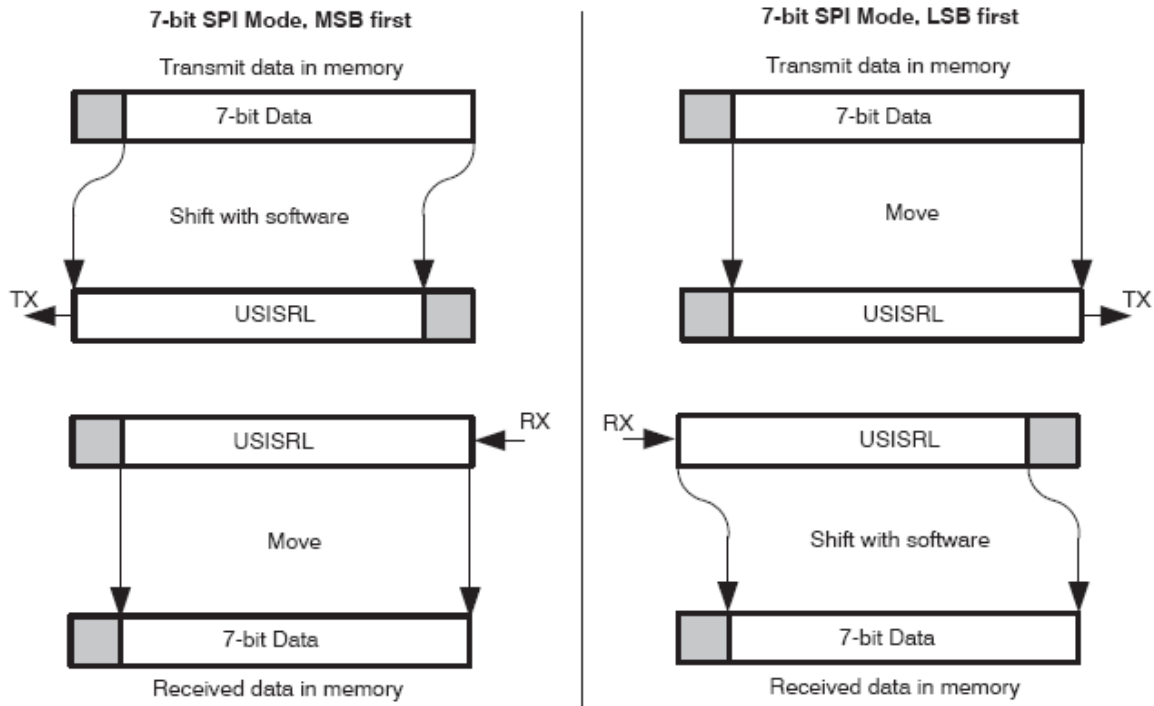 7-bit SPI Mode, MSB first
Transmit data in memory
7-bit Data
Shift with software
TX
USISRL
USISRL
RX
Move
7-bit Data
Received data in memory
7-bit SPI Mode, LSB first
Transmit data in memory
7-bit Data
Move
USISRL
TX
RX
USISRL
Shift with software
7-bit Data
Received data in memory